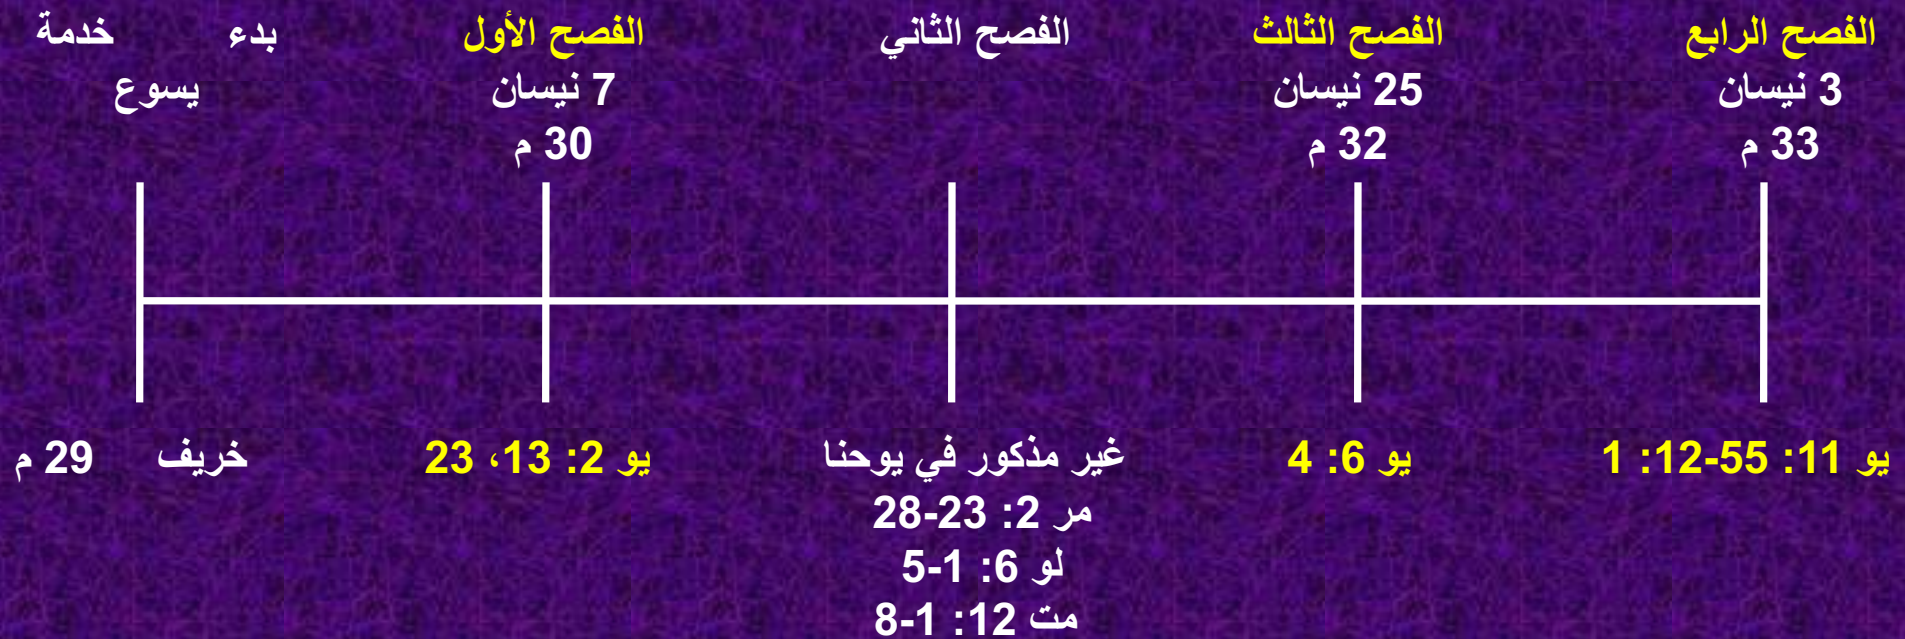 بدء خدمة
يسوع
الفصح الأول
7 نيسان
30 م
الفصح الثاني
الفصح الثالث
25 نيسان
32 م
الفصح الرابع
3 نيسان
33 م
خريف 29 م
يو 2: 13، 23
غير مذكور في يوحنا
مر 2: 23-28
لو 6: 1-5
مت 12: 1-8
يو 6: 4
يو 11: 55-12: 1